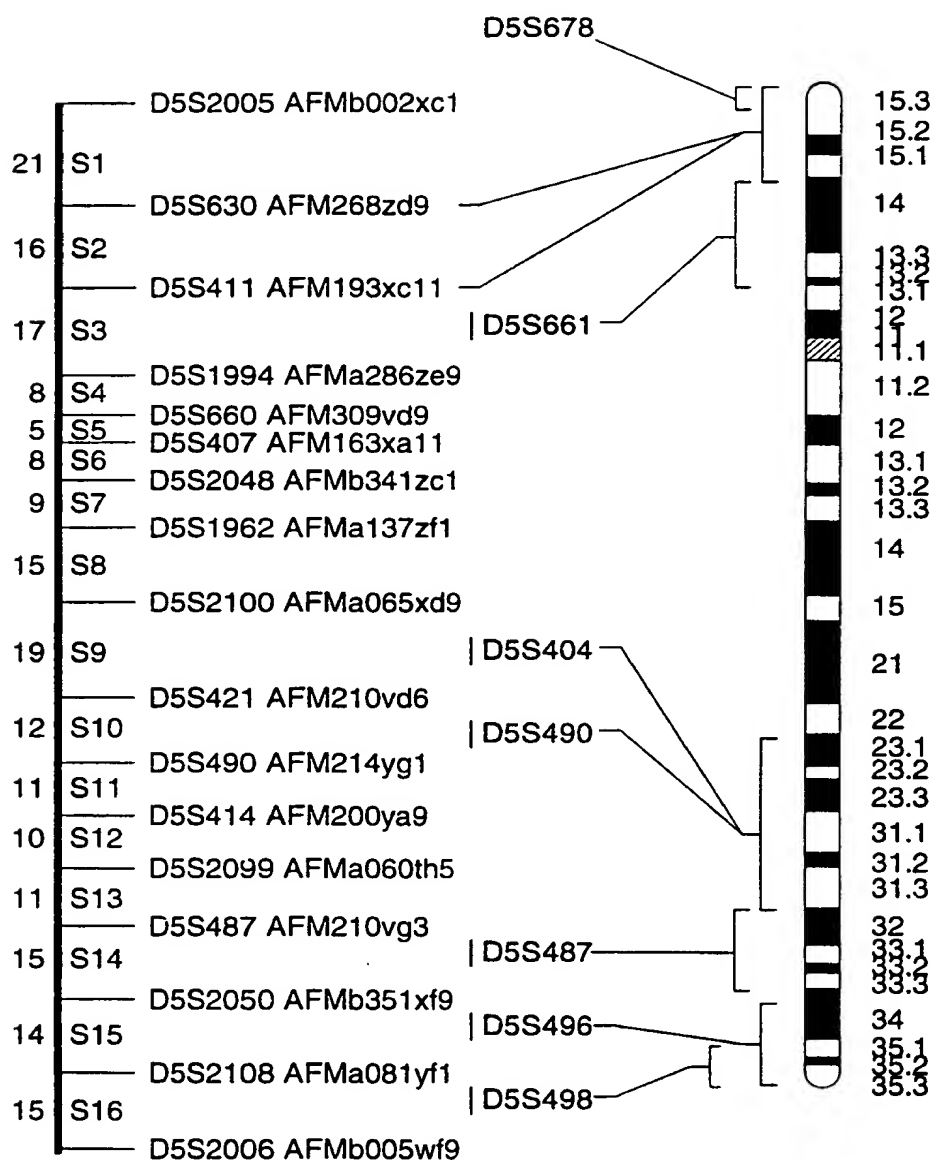 D5S678
D5S2005 AFMb002xc1
21 S1
D5S630 AFM268zd9
16 S2
D5S411 AFM193xc11
17 S3
D5S1994 AFMa286ze9
8 S4
D5S660 AFM309vd9
5 S5
D5S407 AFM163xa11
8 S6
D5S2048 AFMb341zc1
9 S7
D5S1962 AFMa137zf1
15 S8
D5S2100 AFMa065xd9
19 S9
D5S421 AFM210vd6
12 S10
D5S490 AFM214yg1
11 S11
D5S414 AFM200ya9
10 S12
D5S2099 AFMa060th5
11 S13
D5S487 AFM210vg3
15 S14
D5S2050 AFMb351xf9
14 S15
D5S2108 AFMa081yf1
15 S16
D5S2006 AFMb005wf9
D5S661
D5S404
D5S490
D5S487
D5S496
D5S498
15.3
15.2
15.1
14
13.3
13.2
13.1
12
11
11.1
11.2
12
13.1
13.2
13.3
14
15
21
22
23.1
23.2
23.3
31.1
31.2
31.3
32
33.1
33.2
33.3
34
35.1
35.2
35.3